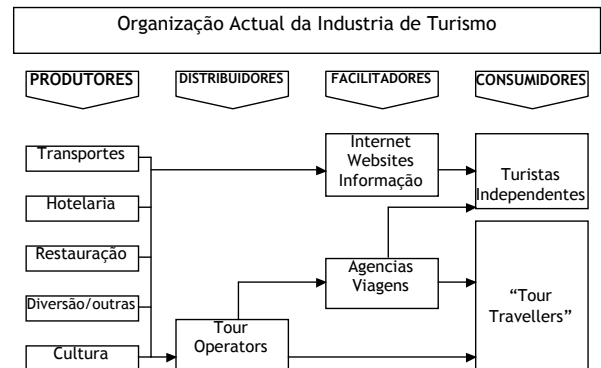 Organização Actual da Industria de Turismo
PRODUTORES
DISTRIBUIDORES
FACILITADORES
CONSUMIDORES
Transportes
Hotelaria
Restauração
Diversão/outras
Cultura
Tour
Operators
Internet
Websites
Informação
Agencias
Viagens
Turistas
Independentes
“Tour
Travellers”